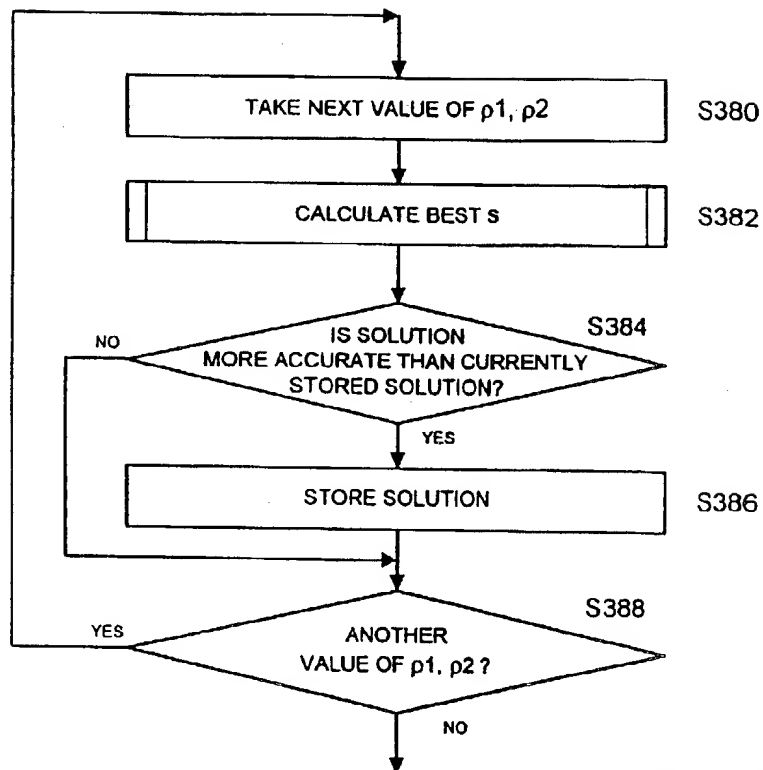 TAKE NEXT VALUE OF ρ1, ρ2
S380
CALCULATE BEST s
S382
S384
NO
IS SOLUTION
MORE ACCURATE THAN CURRENTLY
STORED SOLUTION?
YES
STORE SOLUTION
S386
S388
YES
ANOTHER
VALUE OF ρ1, ρ2 ?
NO